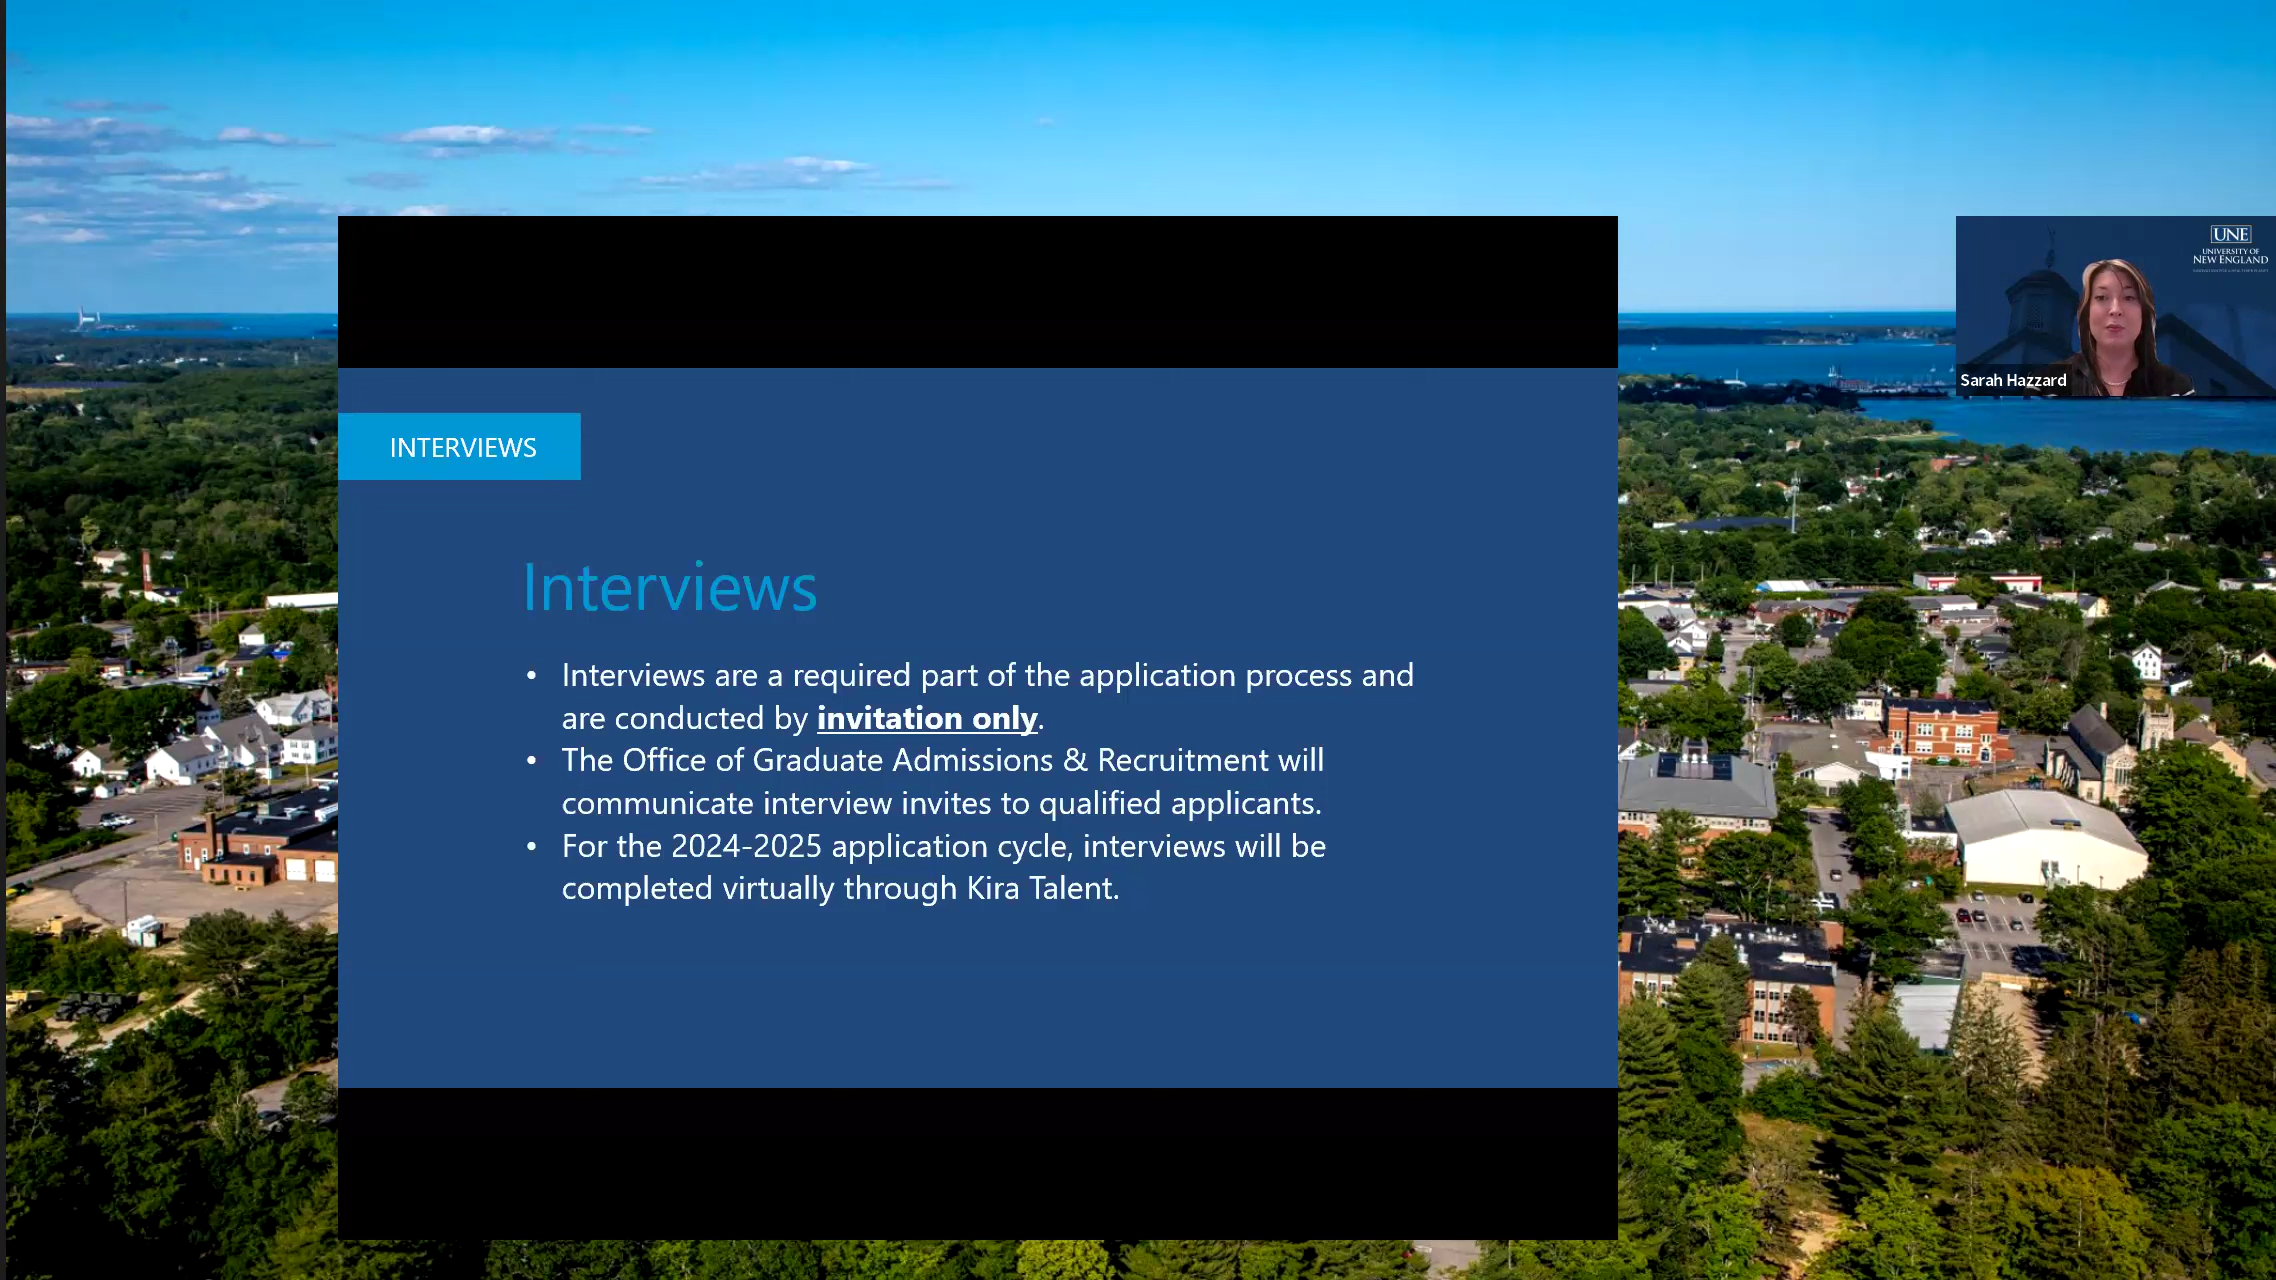 UNE
UNIVERSITY OF
NEW ENGLAND
Sarah Hazzard
INTERVIEWS
Interviews
• Interviews are a required part of the application process and
are conducted by invitation only.
• The Office of Graduate Admissions & Recruitment will
communicate interview invites to qualified applicants.
• For the 2024-2025 application cycle, interviews will be
completed virtually through Kira Talent.